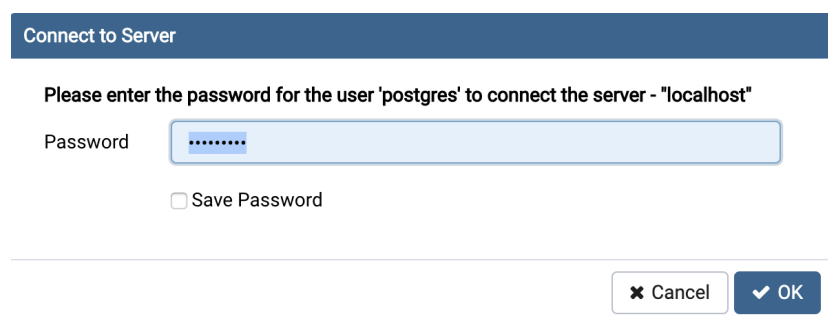 Connect to Server
Please enter the password for the user 'postgres' to connect the server - "localhost"
Password
•••••••••
Save Password
✖ Cancel
✔ OK